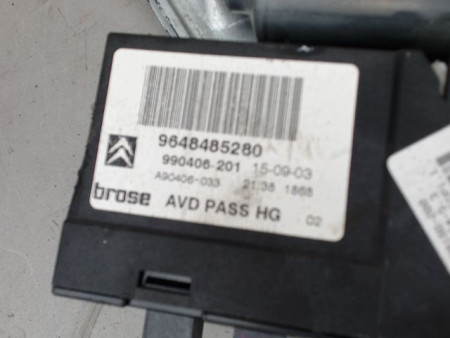 9648485280
990406-201 15-09-03
A90406-033 21:38 1868
brose AVD PASS HG 02